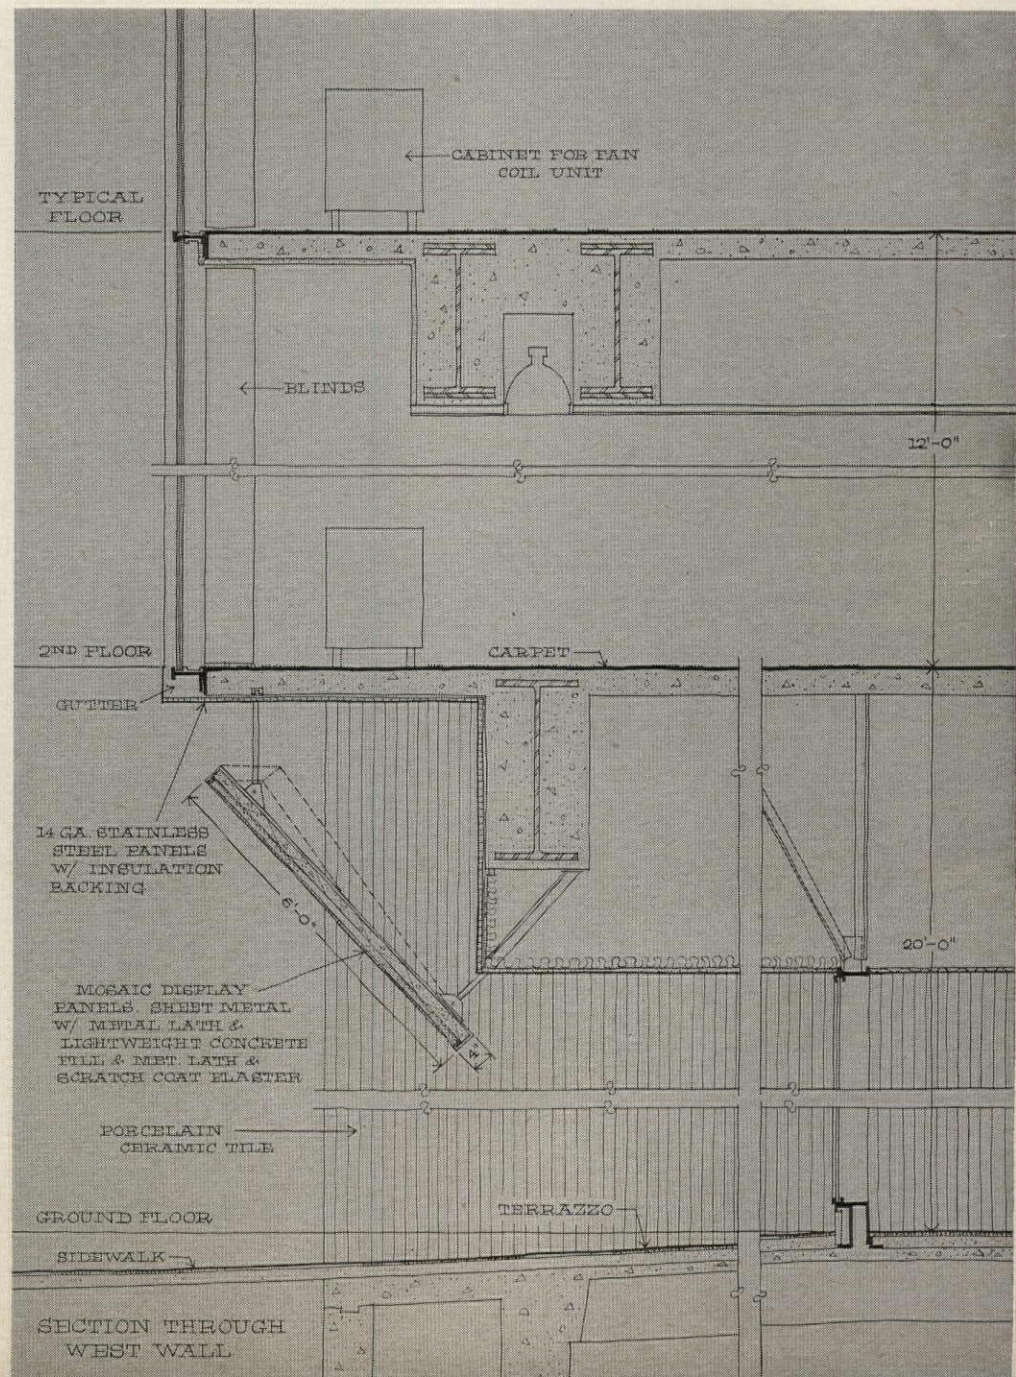 CABINET FOR FAN
COIL UNIT
TYPICAL
FLOOR
BLINDS
12'-0"
2ND FLOOR
CARPET
GUTTER
14 GA. STAINLESS
STEEL PANELS
W/ INSULATION
BACKING
6'-0"
20'-0"
MOSAIC DISPLAY
PANELS. SHEET METAL
W/ METAL LATH &
LIGHTWEIGHT CONCRETE
FILL & MET. LATH &
SCRATCH COAT PLASTER
4"
PORCELAIN
CERAMIC TILE
GROUND FLOOR
TERRAZZO
SIDEWALK
SECTION THROUGH
WEST WALL